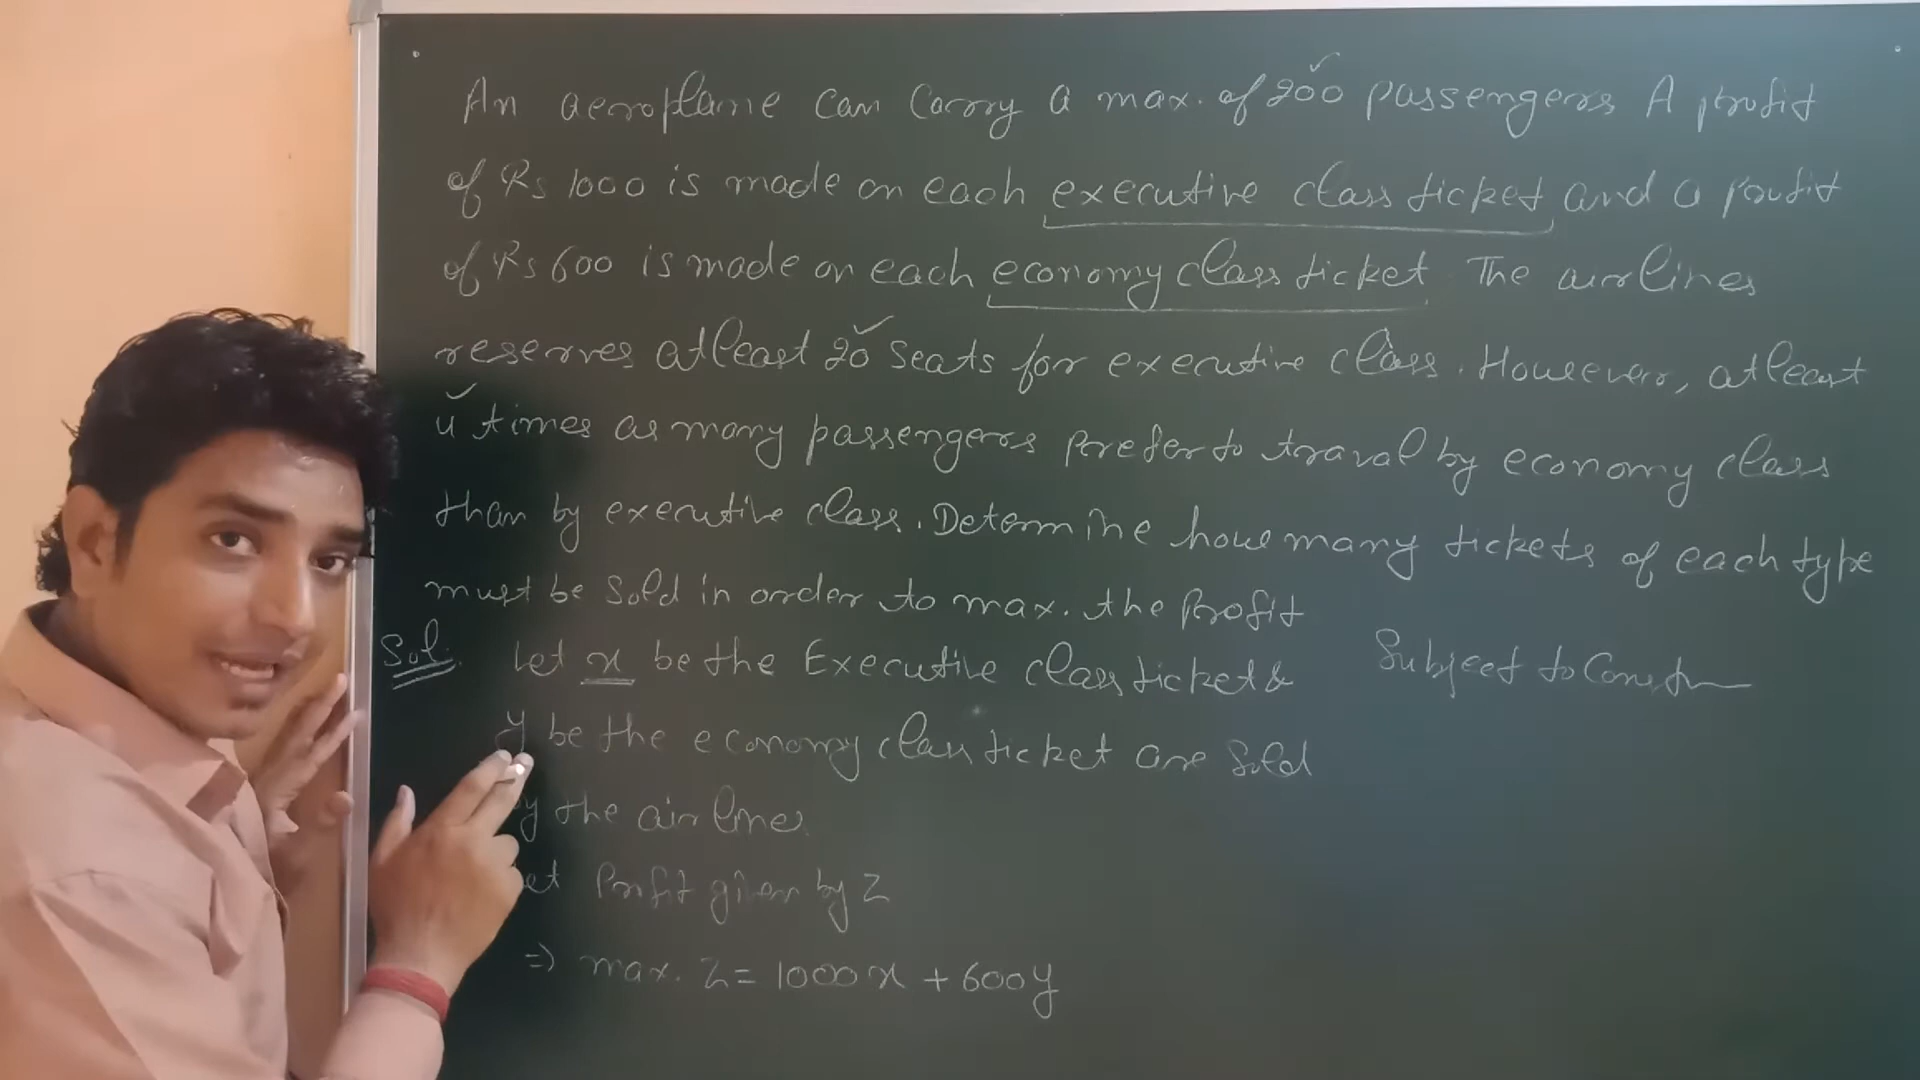 An aeroplane can carry a max. of 200 passengers A profit
of Rs 1000 is made on each executive class ticket and a profit
of Rs 600 is made on each economy class ticket The airlines
reserves atleast 20 seats for executive class. However, atleast
4 times as many passengers prefer to traval by economy class
than by executive class. Determine how many tickets of each type
must be sold in order to max. the Profit
Sol. Let x be the Executive class ticket &
y be the economy class ticket are sold
by the airlines
Let Profit given by Z
⇒ max. Z = 1000x + 600y
Subject to